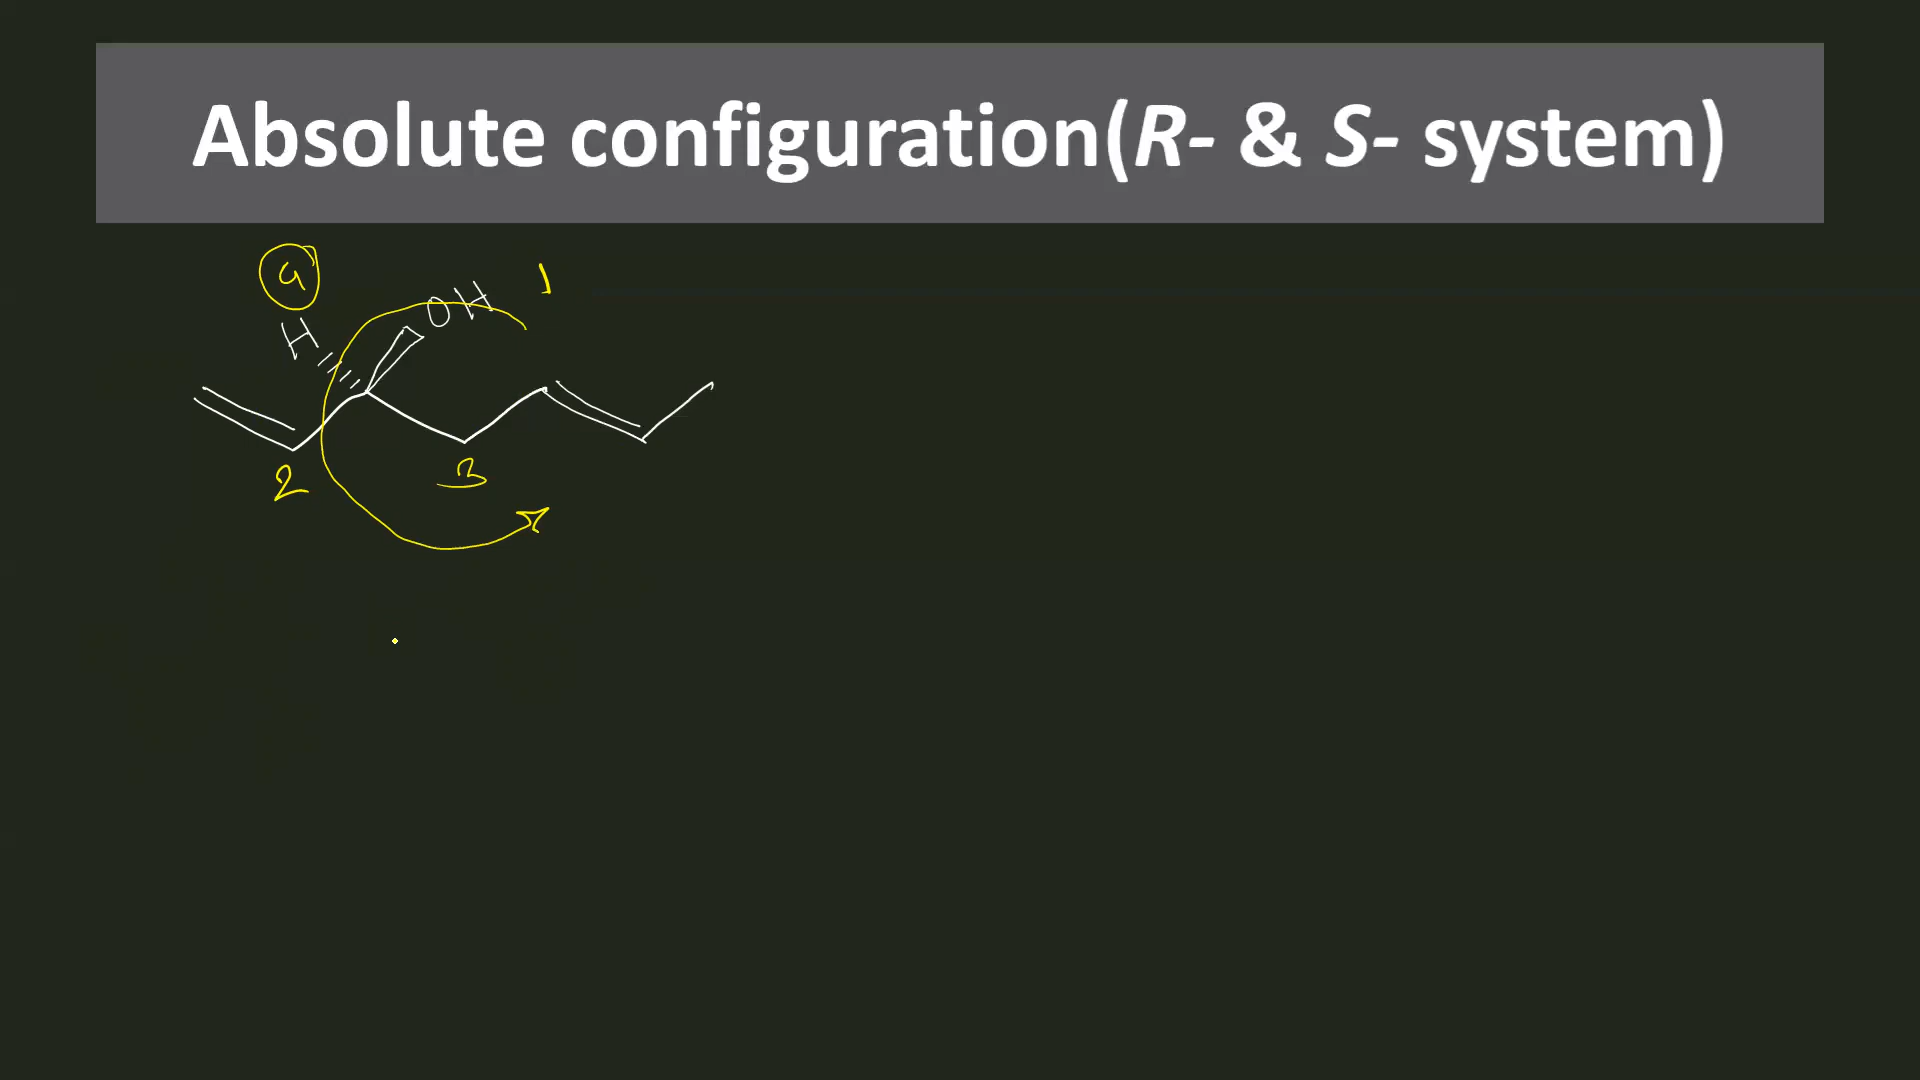 Absolute configuration(R- & S- system)
4
1
OH
H
2
3